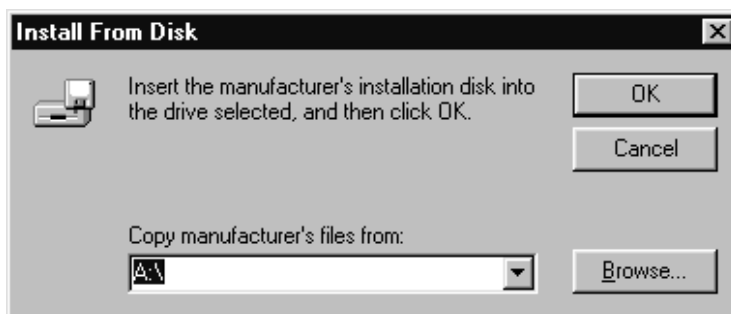 Install From Disk
Insert the manufacturer's installation disk into
the drive selected, and then click OK.
OK
Cancel
Copy manufacturer's files from:
A:\
Browse...